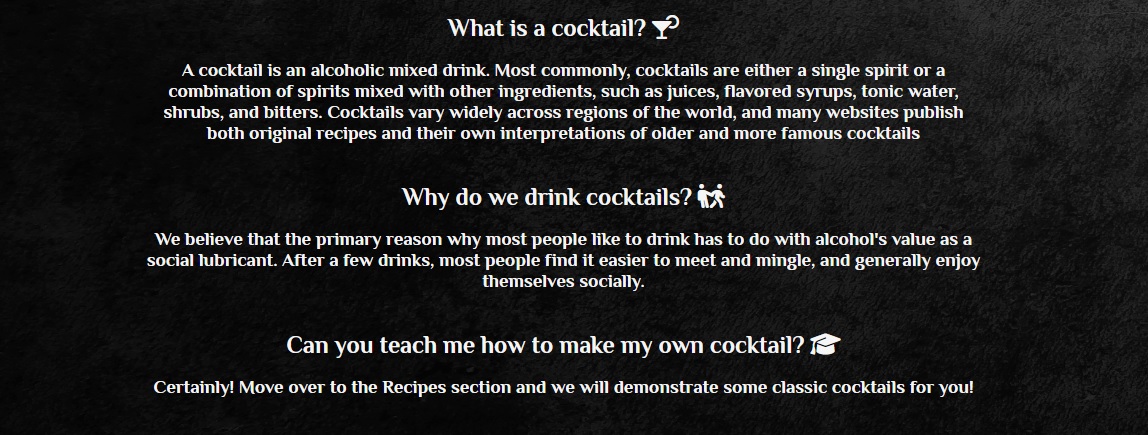 What is a cocktail?
A cocktail is an alcoholic mixed drink. Most commonly, cocktails are either a single spirit or a
combination of spirits mixed with other ingredients, such as juices, flavored syrups, tonic water,
shrubs, and bitters. Cocktails vary widely across regions of the world, and many websites publish
both original recipes and their own interpretations of older and more famous cocktails
Why do we drink cocktails?
We believe that the primary reason why most people like to drink has to do with alcohol's value as a
social lubricant. After a few drinks, most people find it easier to meet and mingle, and generally enjoy
themselves socially.
Can you teach me how to make my own cocktail?
Certainly! Move over to the Recipes section and we will demonstrate some classic cocktails for you!